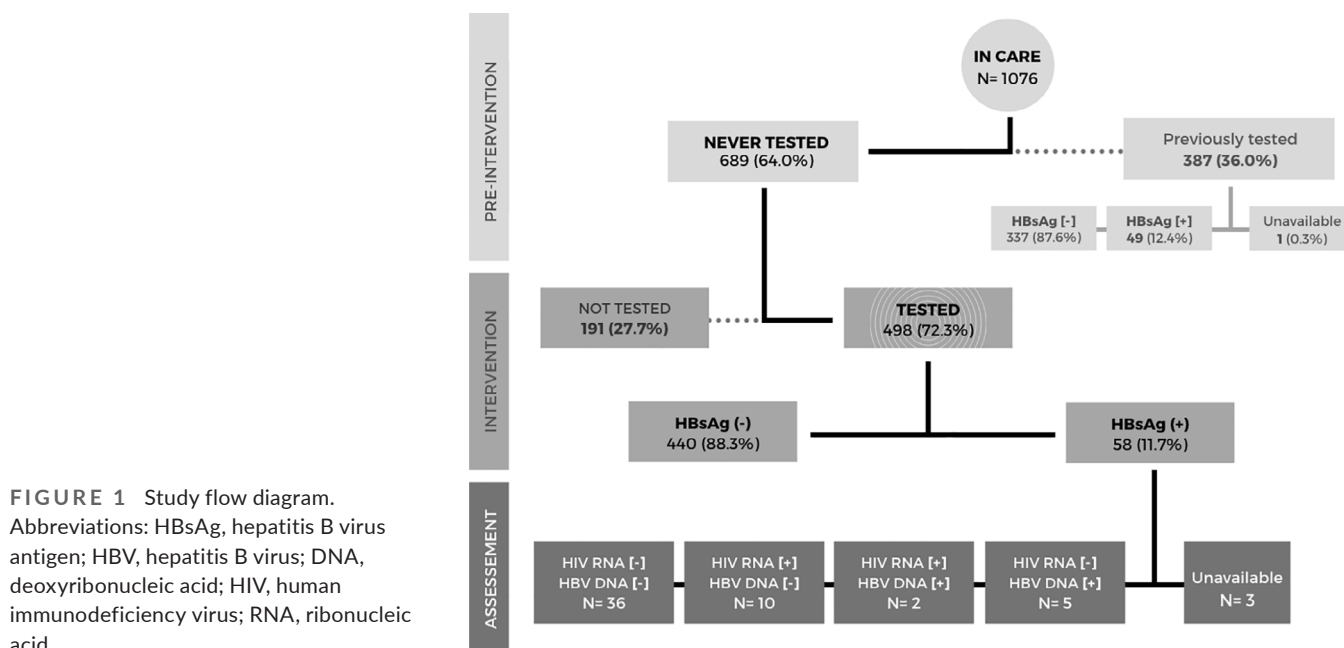 PRE-INTERVENTION
IN CARE
N= 1076
NEVER TESTED
689 (64.0%)
Previously tested
387 (36.0%)
HBsAg [-]
337 (87.6%)
HBsAg [+]
49 (12.4%)
Unavailable
1 (0.3%)
INTERVENTION
NOT TESTED
191 (27.7%)
TESTED
498 (72.3%)
HBsAg (-)
440 (88.3%)
HBsAg (+)
58 (11.7%)
ASSESSEMENT
HIV RNA [-]
HBV DNA [-]
N= 36
HIV RNA [+]
HBV DNA [-]
N= 10
HIV RNA [+]
HBV DNA [+]
N= 2
HIV RNA [-]
HBV DNA [+]
N= 5
Unavailable
N= 3
FIGURE 1 Study flow diagram.
Abbreviations: HBsAg, hepatitis B virus
antigen; HBV, hepatitis B virus; DNA,
deoxyribonucleic acid; HIV, human
immunodeficiency virus; RNA, ribonucleic
acid